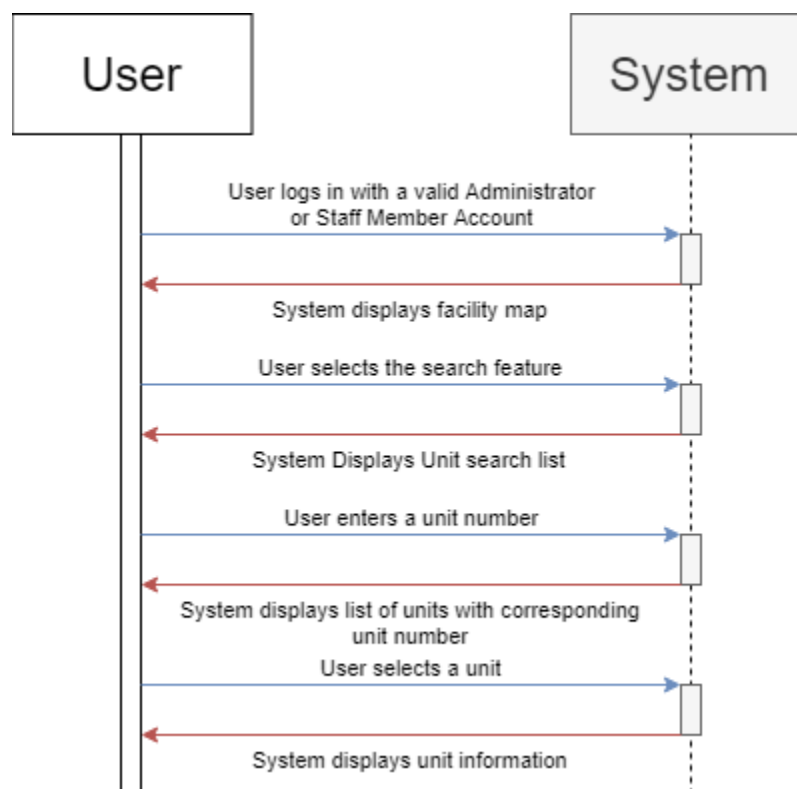 User
System
User logs in with a valid Administrator
or Staff Member Account
System displays facility map
User selects the search feature
System Displays Unit search list
User enters a unit number
System displays list of units with corresponding
unit number
User selects a unit
System displays unit information